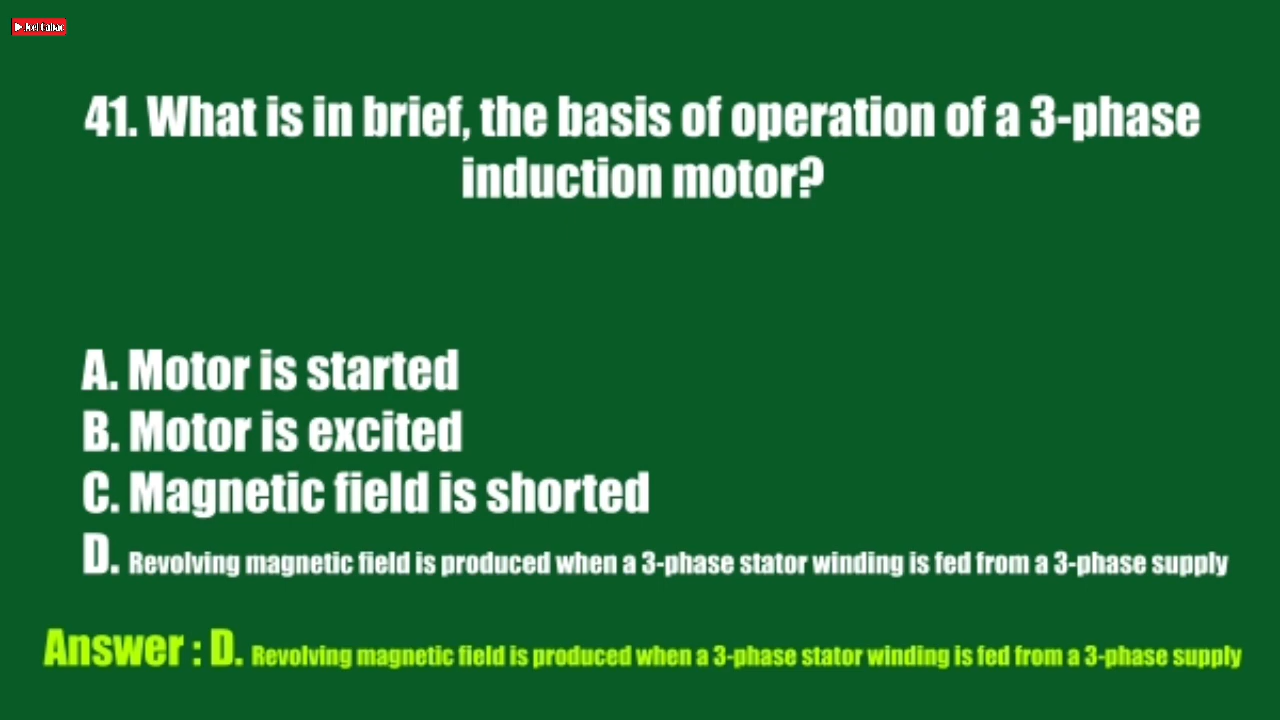 41. What is in brief, the basis of operation of a 3-phase
induction motor?
A. Motor is started
B. Motor is excited
C. Magnetic field is shorted
D. Revolving magnetic field is produced when a 3-phase stator winding is fed from a 3-phase supply
Answer : D. Revolving magnetic field is produced when a 3-phase stator winding is fed from a 3-phase supply